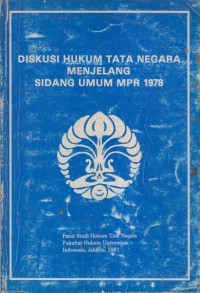 DISKUSI HUKUM TATA NEGARA
MENJELANG
SIDANG UMUM MPR 1978
Pusat Studi Hukum Tata Negara
Fakultas Hukum Universitas
Indonesia, Jakarta,